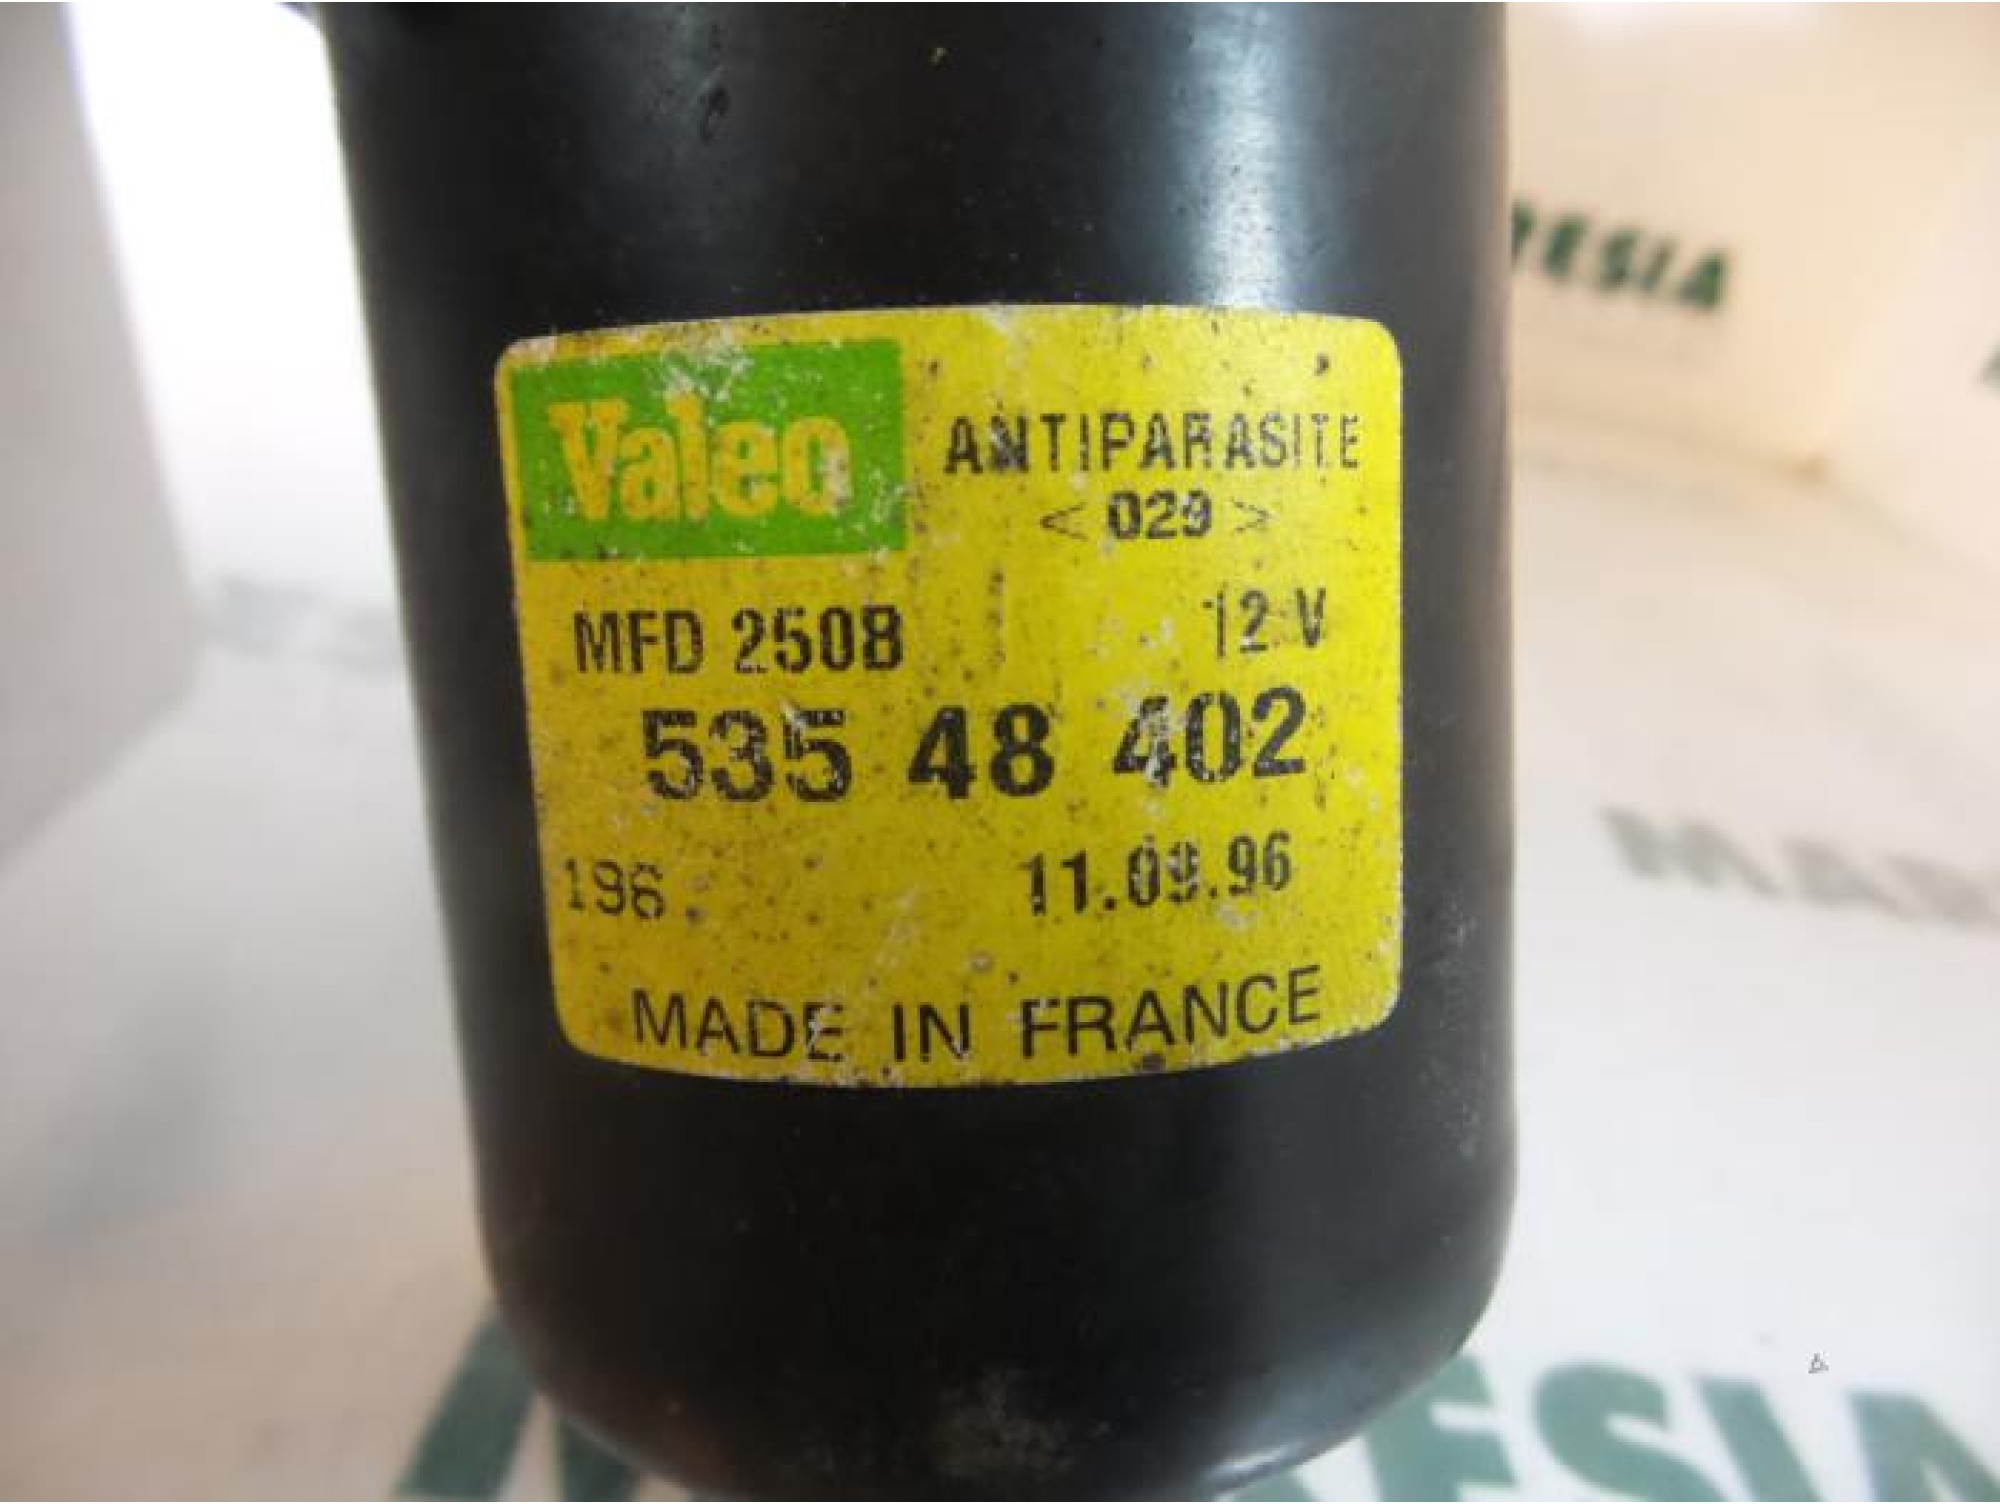 Valeo
ANTIPARASITE
< 029 >
MFD 250B 12 V
535 48 402
196 11.09.96
MADE IN FRANCE